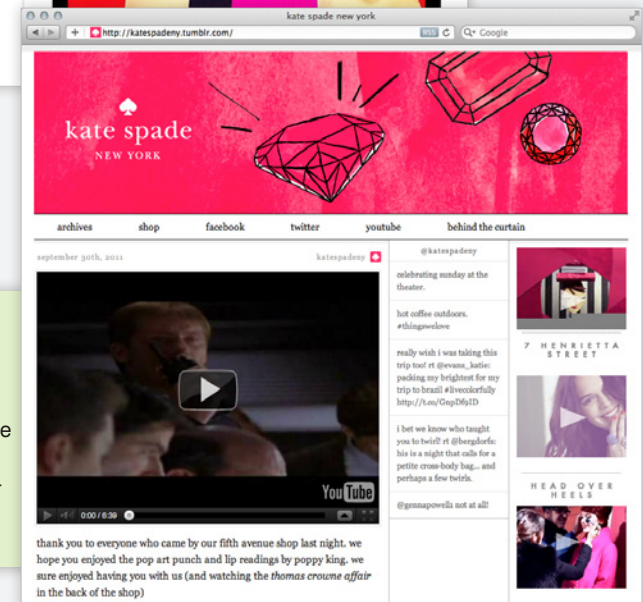 kate spade new york
http://katespadeny.tumblr.com/
RSS
Google
kate spade
NEW YORK
archives
shop
facebook
twitter
youtube
behind the curtain
september 30th, 2011
katespadeny
YouTube
0:00 / 6:39
thank you to everyone who came by our fifth avenue shop last night. we
hope you enjoyed the pop art punch and lip readings by poppy king. we
sure enjoyed having you with us (and watching the thomas crowne affair
in the back of the shop)
@katespadeny
celebrating sunday at the
theater.
hot coffee outdoors.
#thingswelove
really wish i was taking this
trip too! rt @evans_katie:
packing my brightest for my
trip to brazil #livecolorfully
http://t.co/GnpDf9ID
i bet we know who taught
you to twirl! rt @bergdorfs:
his is a night that calls for a
petite cross-body bag... and
perhaps a few twirls.
@gennapowells not at all!
7 HENRIETTA
STREET
HEAD OVER
HEELS